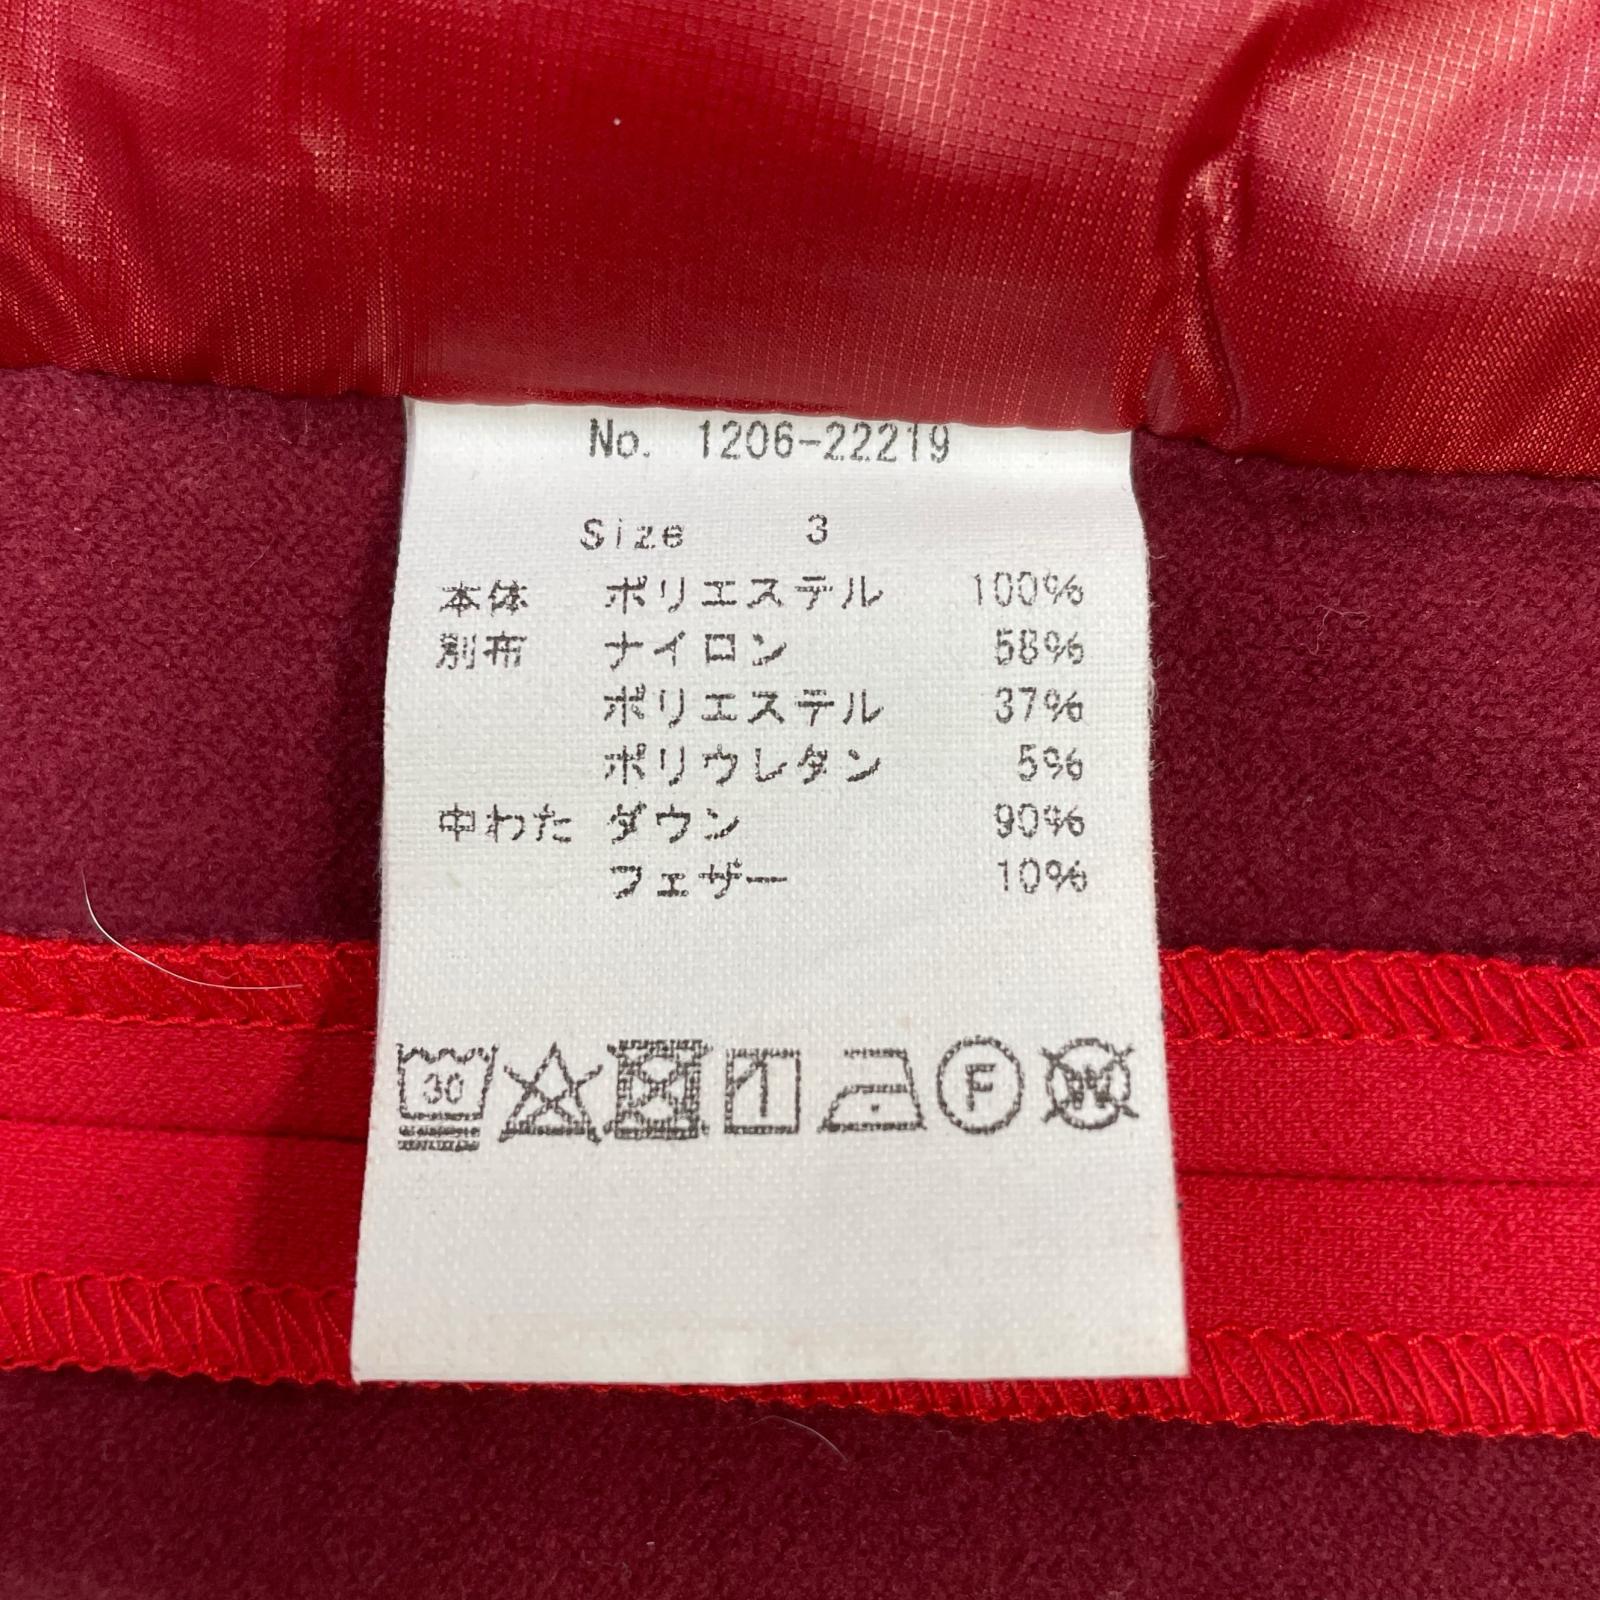 No. 1206-22219
Size 3
本体 ポリエステル 100%
別布 ナイロン 58%
ポリエステル 37%
ポリウレタン 5%
中わた ダウン 90%
フェザー 10%
30 F W